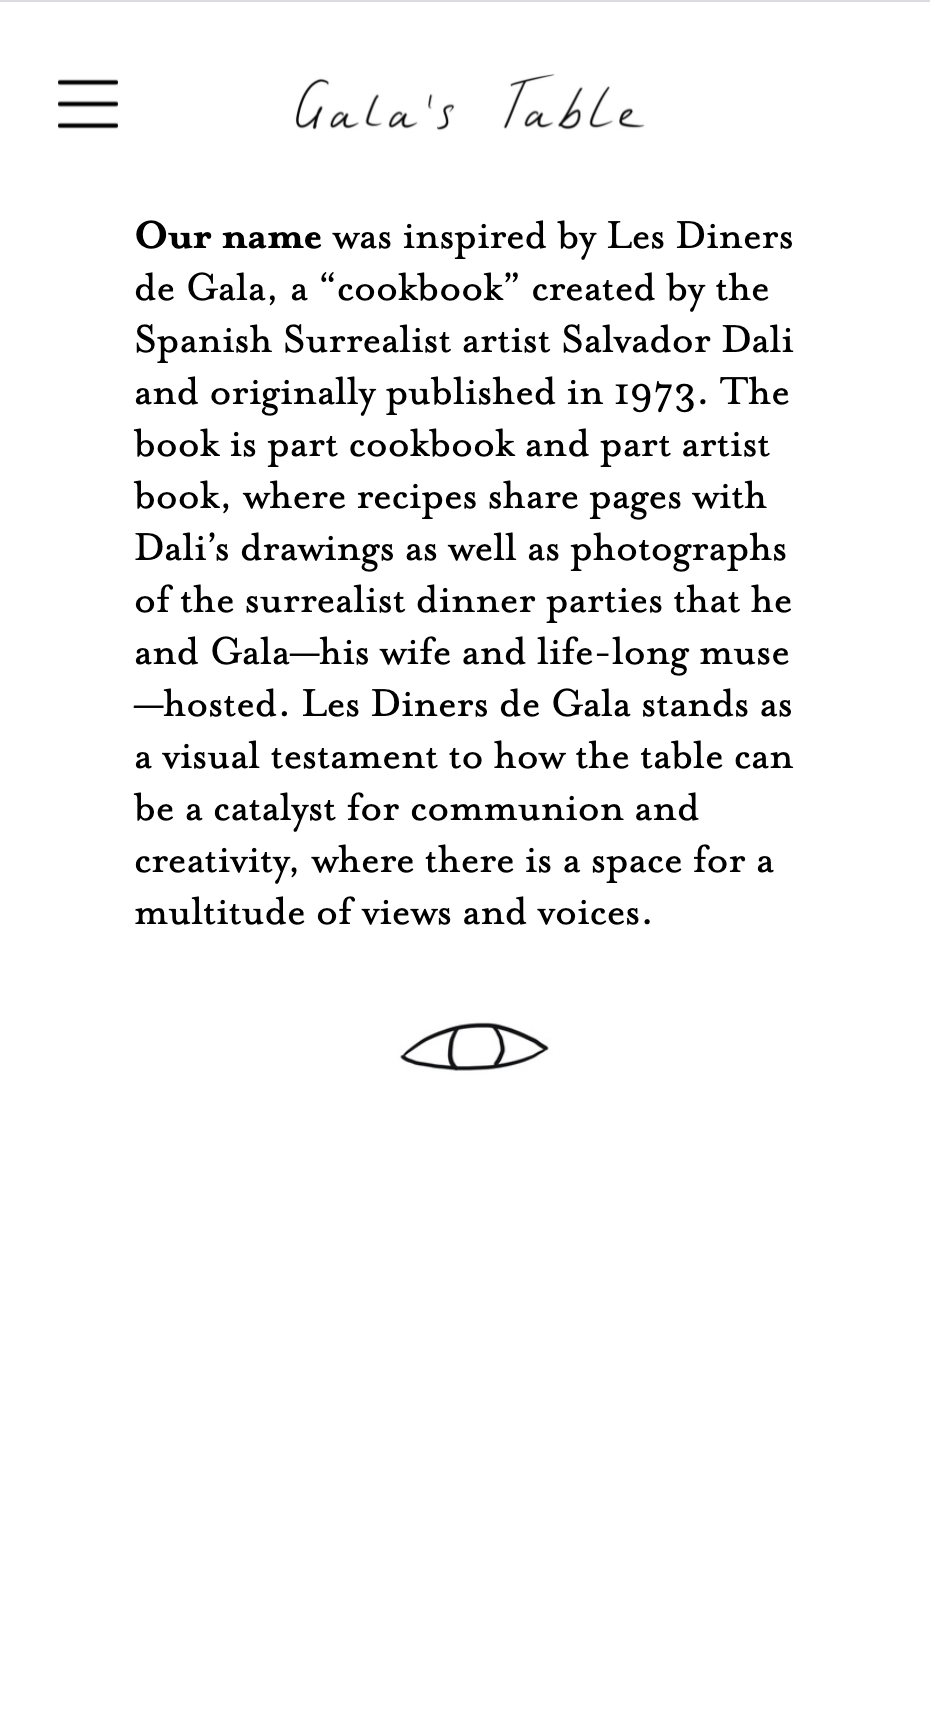 Gala's Table
Our name was inspired by Les Diners
de Gala, a “cookbook” created by the
Spanish Surrealist artist Salvador Dali
and originally published in 1973. The
book is part cookbook and part artist
book, where recipes share pages with
Dali’s drawings as well as photographs
of the surrealist dinner parties that he
and Gala—his wife and life-long muse
—hosted. Les Diners de Gala stands as
a visual testament to how the table can
be a catalyst for communion and
creativity, where there is a space for a
multitude of views and voices.